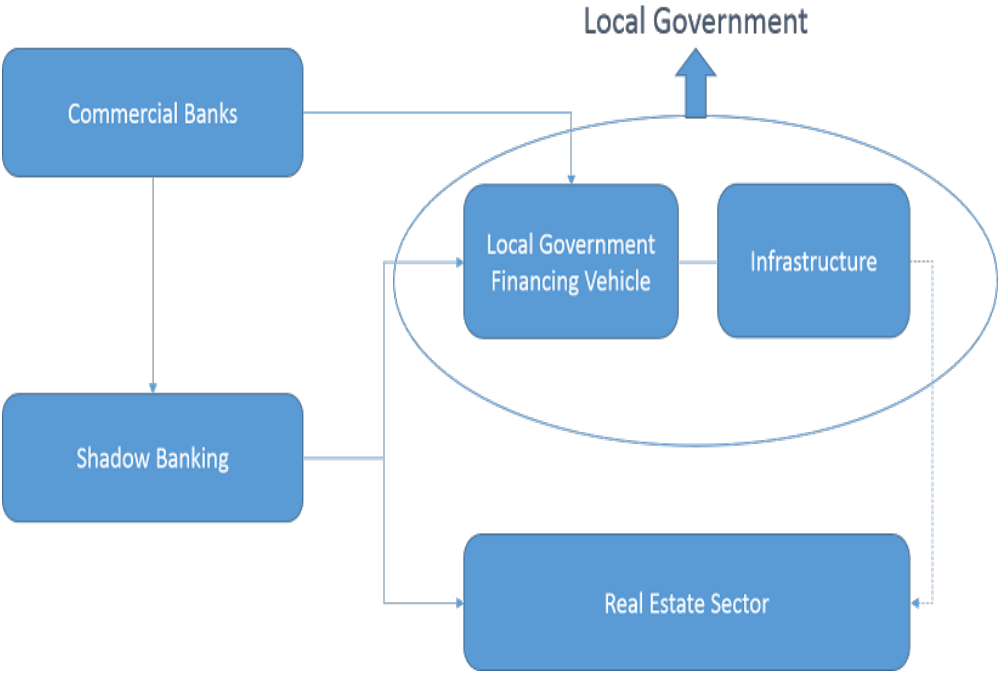 Local Government
Commercial Banks
Local Government
Financing Vehicle
Infrastructure
Shadow Banking
Real Estate Sector